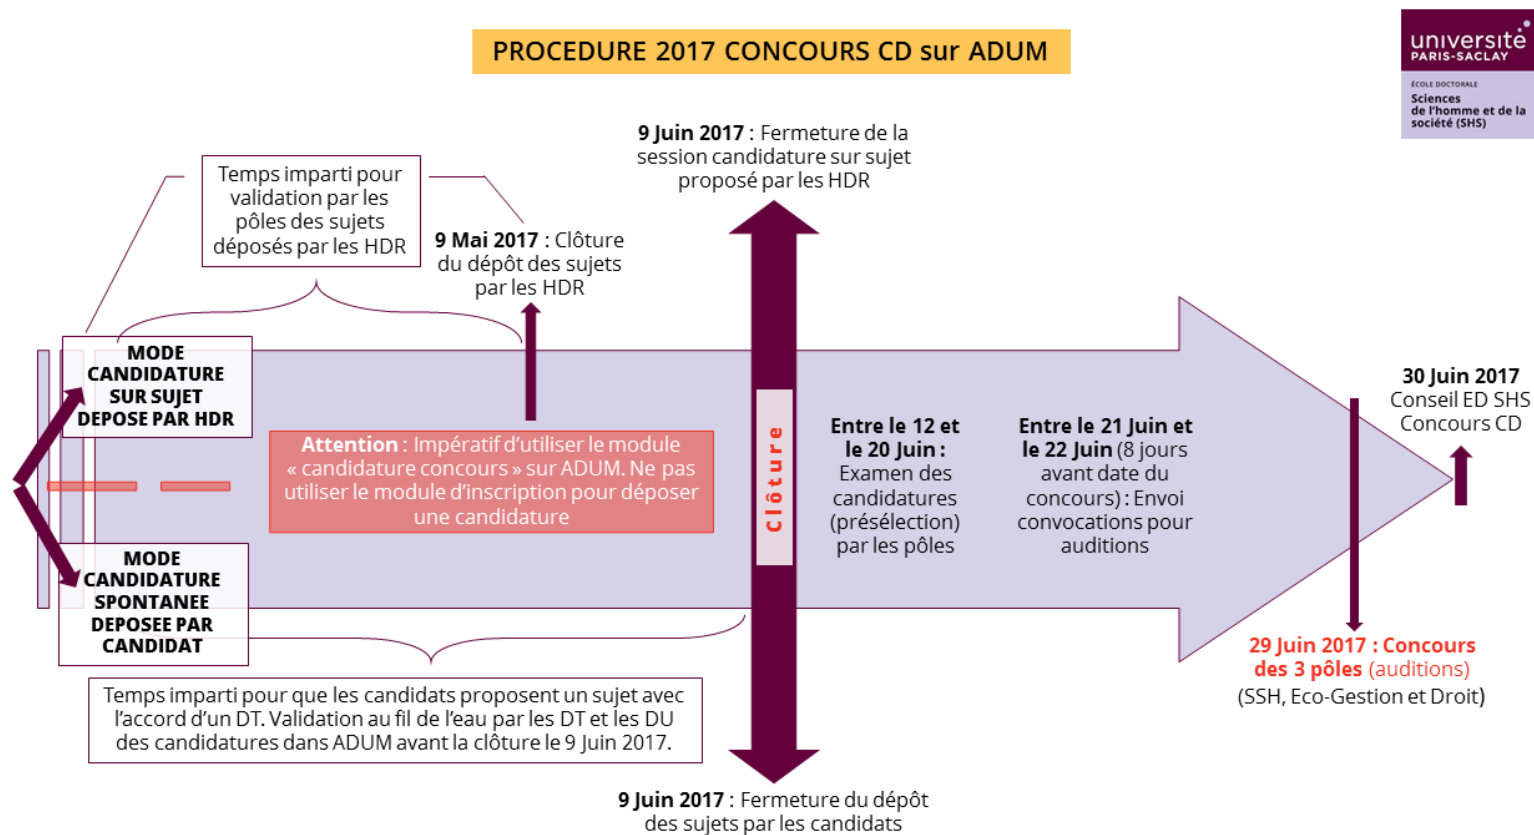 PROCEDURE 2017 CONCOURS CD sur ADUM
université
PARIS-SACLAY
ÉCOLE DOCTORALE
Sciences
de l'homme et de la
société (SHS)
9 Juin 2017 : Fermeture de la
session candidature sur sujet
proposé par les HDR
Temps imparti pour
validation par les
pôles des sujets
déposés par les HDR
9 Mai 2017 : Clôture
du dépôt des sujets
par les HDR
MODE
CANDIDATURE
SUR SUJET
DEPOSE PAR HDR
Attention : Impératif d'utiliser le module
« candidature concours » sur ADUM. Ne pas
utiliser le module d'inscription pour déposer
une candidature
Clôture
Entre le 12 et
le 20 Juin :
Examen des
candidatures
(présélection)
par les pôles
Entre le 21 Juin et
le 22 Juin (8 jours
avant date du
concours) : Envoi
convocations pour
auditions
30 Juin 2017
Conseil ED SHS
Concours CD
MODE
CANDIDATURE
SPONTANEE
DEPOSEE PAR
CANDIDAT
29 Juin 2017 : Concours
des 3 pôles (auditions)
(SSH, Eco-Gestion et Droit)
Temps imparti pour que les candidats proposent un sujet avec
l'accord d'un DT. Validation au fil de l'eau par les DT et les DU
des candidatures dans ADUM avant la clôture le 9 Juin 2017.
9 Juin 2017 : Fermeture du dépôt
des sujets par les candidats